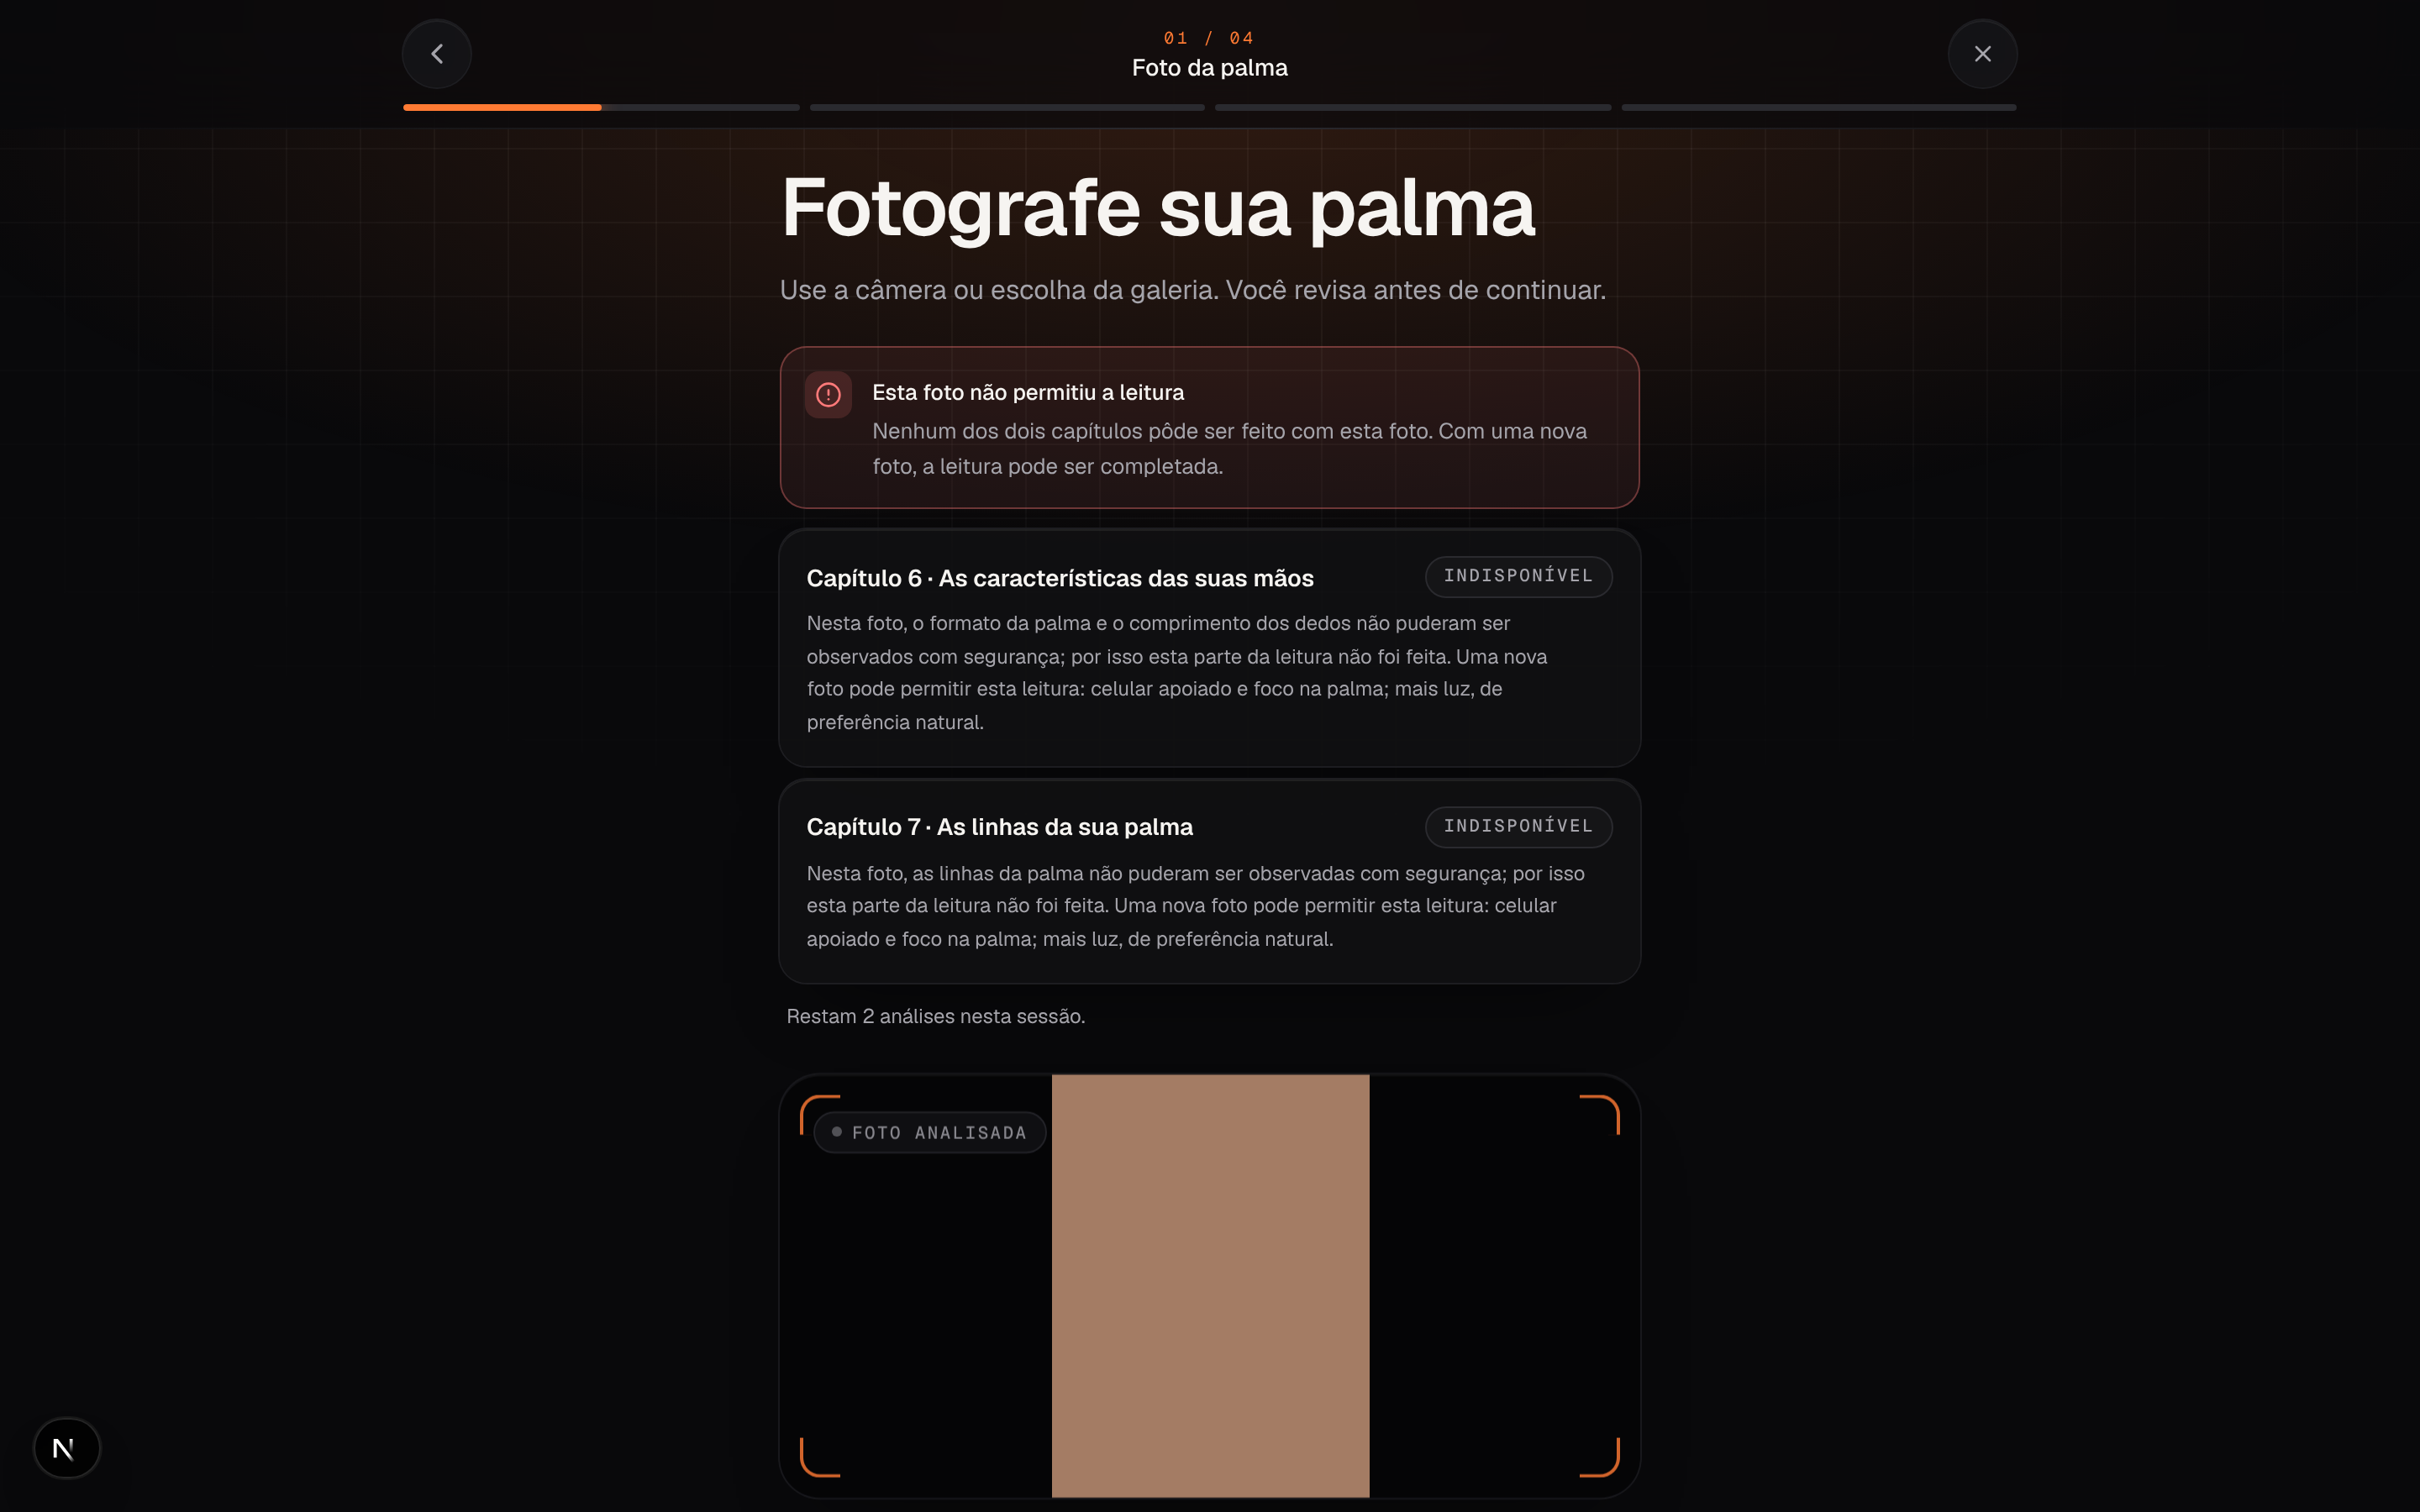 01 / 04
Foto da palma
Fotografe sua palma
Use a câmera ou escolha da galeria. Você revisa antes de continuar.
Esta foto não permitiu a leitura
Nenhum dos dois capítulos pôde ser feito com esta foto. Com uma nova
foto, a leitura pode ser completada.
Capítulo 6 · As características das suas mãos
INDISPONÍVEL
Nesta foto, o formato da palma e o comprimento dos dedos não puderam ser
observados com segurança; por isso esta parte da leitura não foi feita. Uma nova
foto pode permitir esta leitura: celular apoiado e foco na palma; mais luz, de
preferência natural.
Capítulo 7 · As linhas da sua palma
INDISPONÍVEL
Nesta foto, as linhas da palma não puderam ser observadas com segurança; por isso
esta parte da leitura não foi feita. Uma nova foto pode permitir esta leitura: celular
apoiado e foco na palma; mais luz, de preferência natural.
Restam 2 análises nesta sessão.
FOTO ANALISADA
N